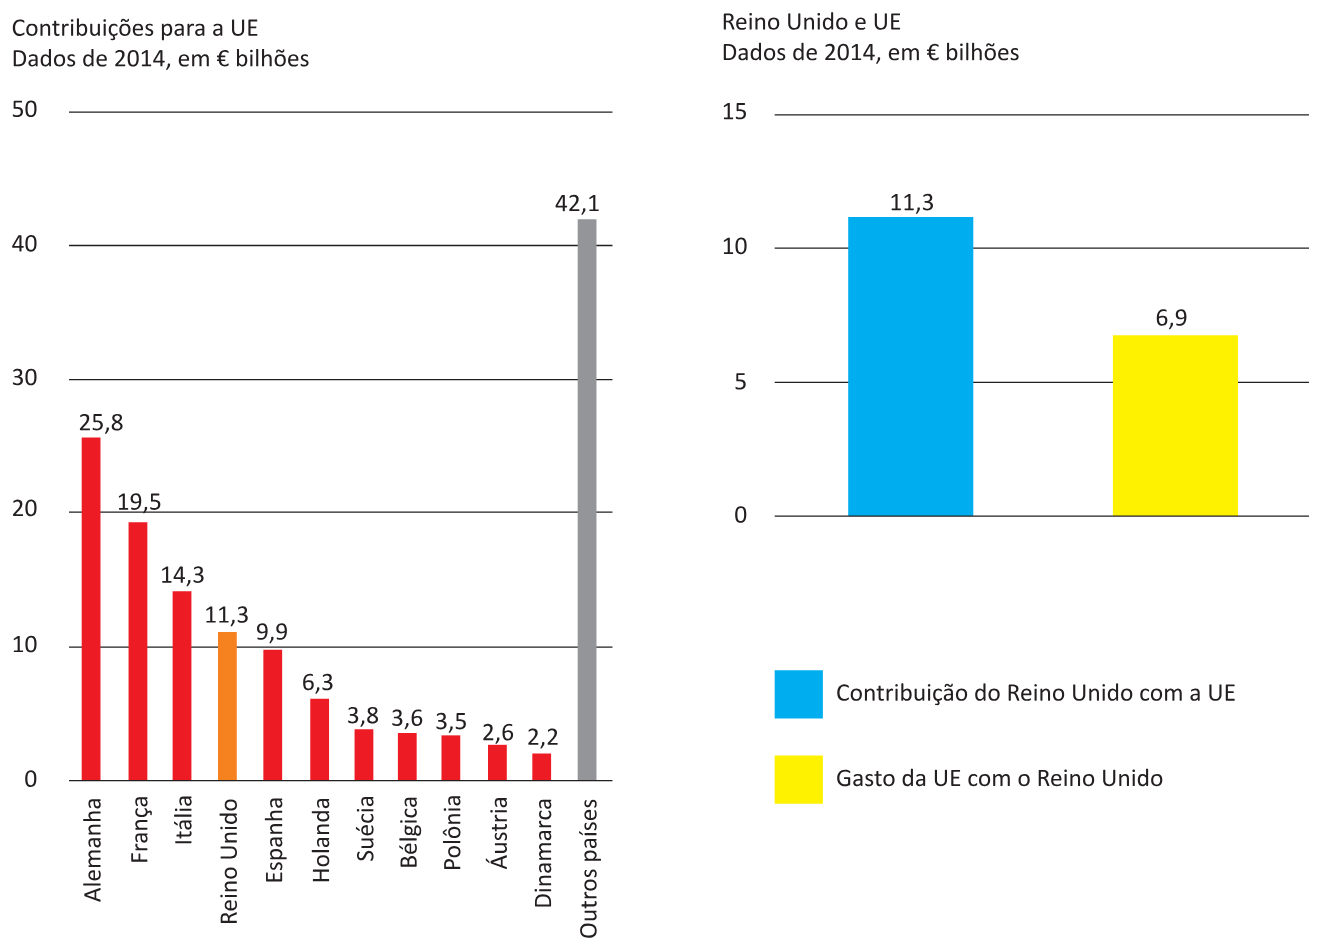 Contribuições para a UE
Dados de 2014, em € bilhões
50
40
30
20
10
0
25,8
19,5
14,3
11,3
9,9
6,3
3,8
3,6
3,5
2,6
2,2
42,1
Alemanha
França
Itália
Reino Unido
Espanha
Holanda
Suécia
Bélgica
Polônia
Áustria
Dinamarca
Outros países
Reino Unido e UE
Dados de 2014, em € bilhões
15
10
5
0
11,3
6,9
Contribuição do Reino Unido com a UE
Gasto da UE com o Reino Unido